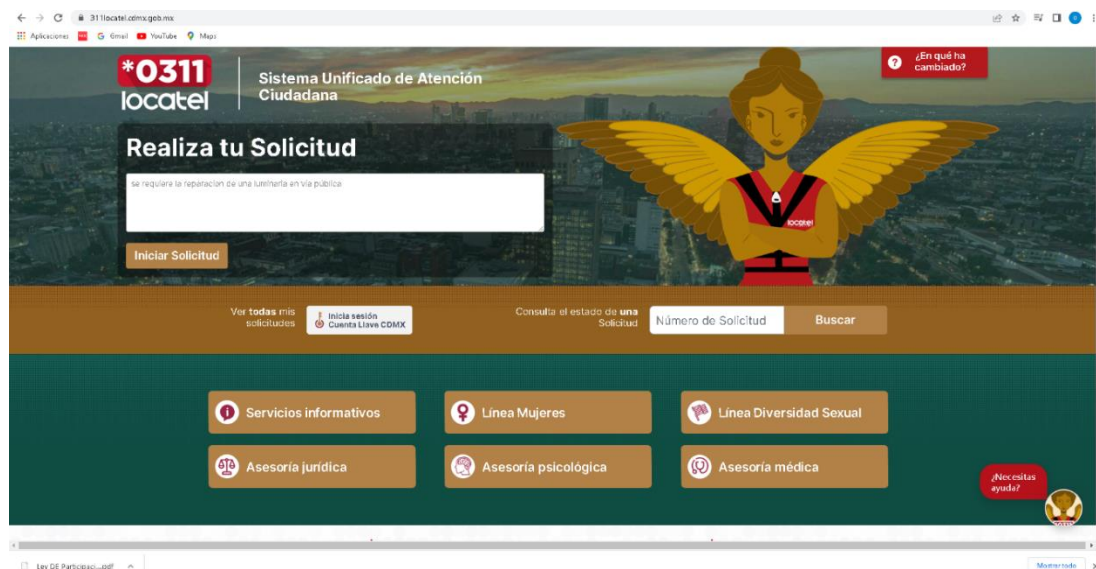 311locatel.cdmx.gob.mx
Aplicaciones
Gmail
YouTube
Maps
*0311
locatel
Sistema Unificado de Atención
Ciudadana
¿En qué ha
cambiado?
Realiza tu Solicitud
se requiere la reparacion de una luminaria en via pública
Iniciar Solicitud
locatel
Ver todas mis
solicitudes
Inicia sesión
Cuenta Llave CDMX
Consulta el estado de una
Solicitud
Número de Solicitud
Buscar
Servicios informativos
Línea Mujeres
Línea Diversidad Sexual
Asesoría jurídica
Asesoría psicológica
Asesoría médica
¿Necesitas
ayuda?
Ley DE Participaci....pdf
Mostrar todo